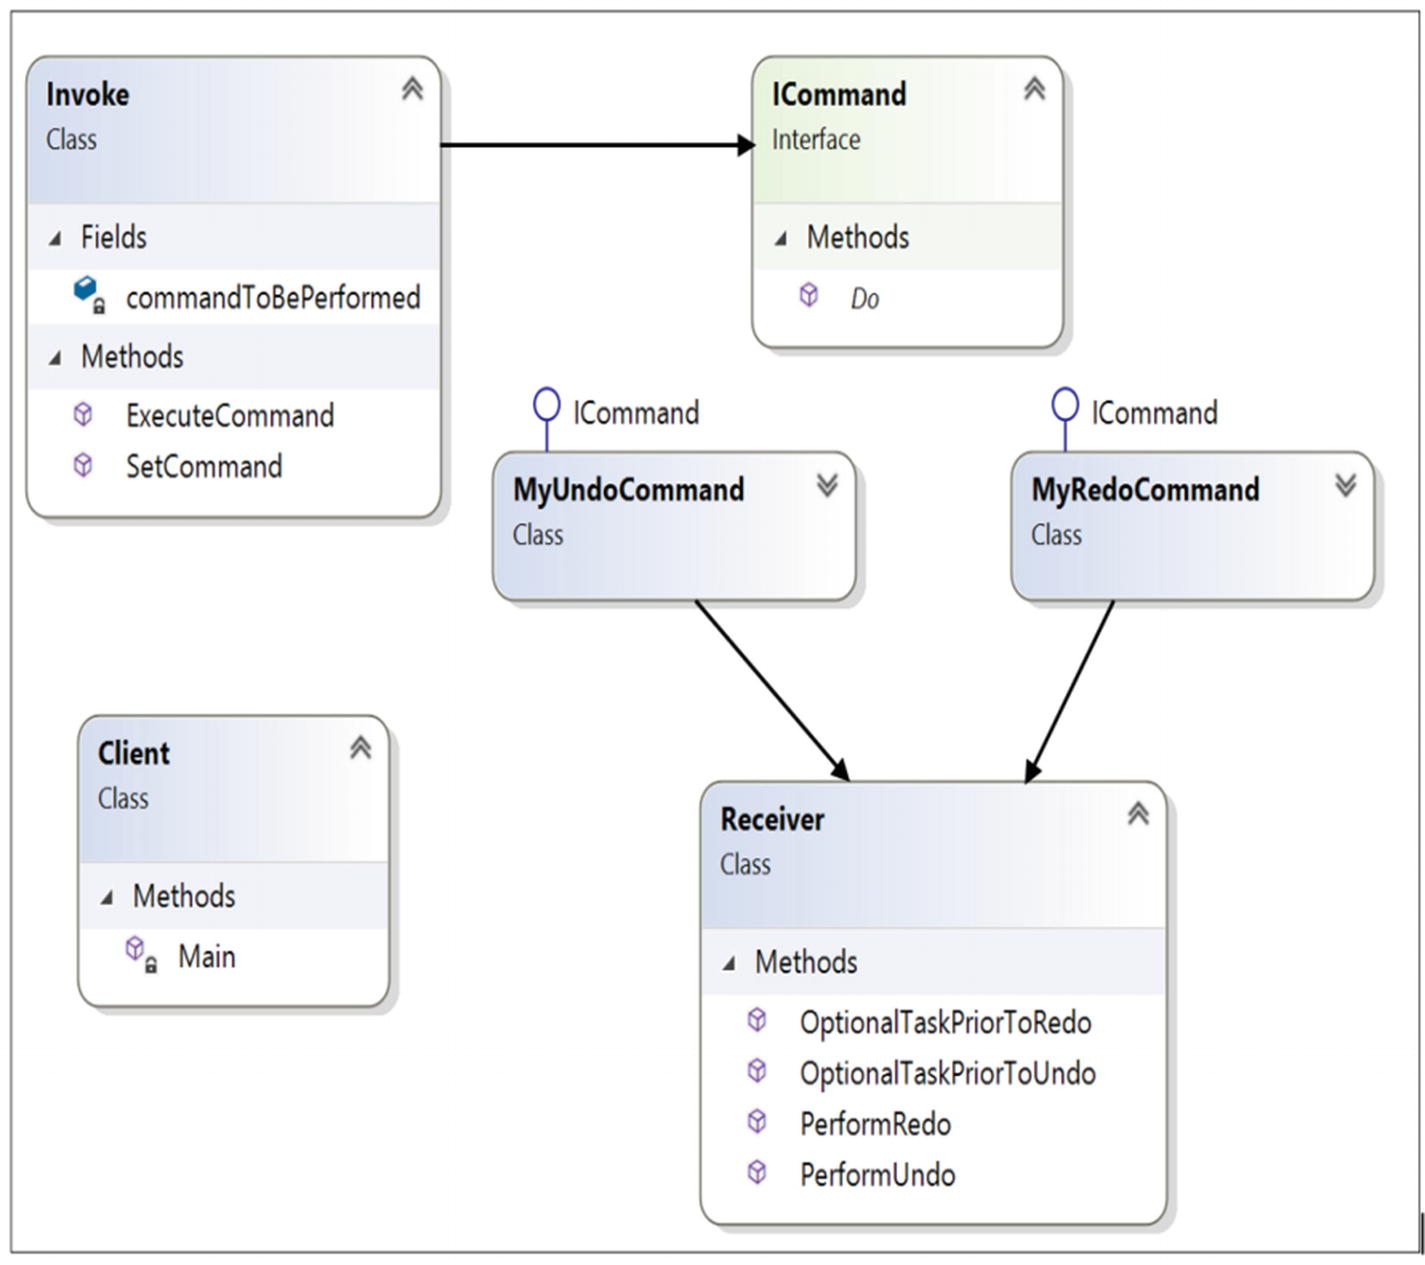 Invoke
Class
Fields
commandToBePerformed
Methods
ExecuteCommand
SetCommand
ICommand
Interface
Methods
Do
ICommand
MyUndoCommand
Class
ICommand
MyRedoCommand
Class
Client
Class
Methods
Main
Receiver
Class
Methods
OptionalTaskPriorToRedo
OptionalTaskPriorToUndo
PerformRedo
PerformUndo